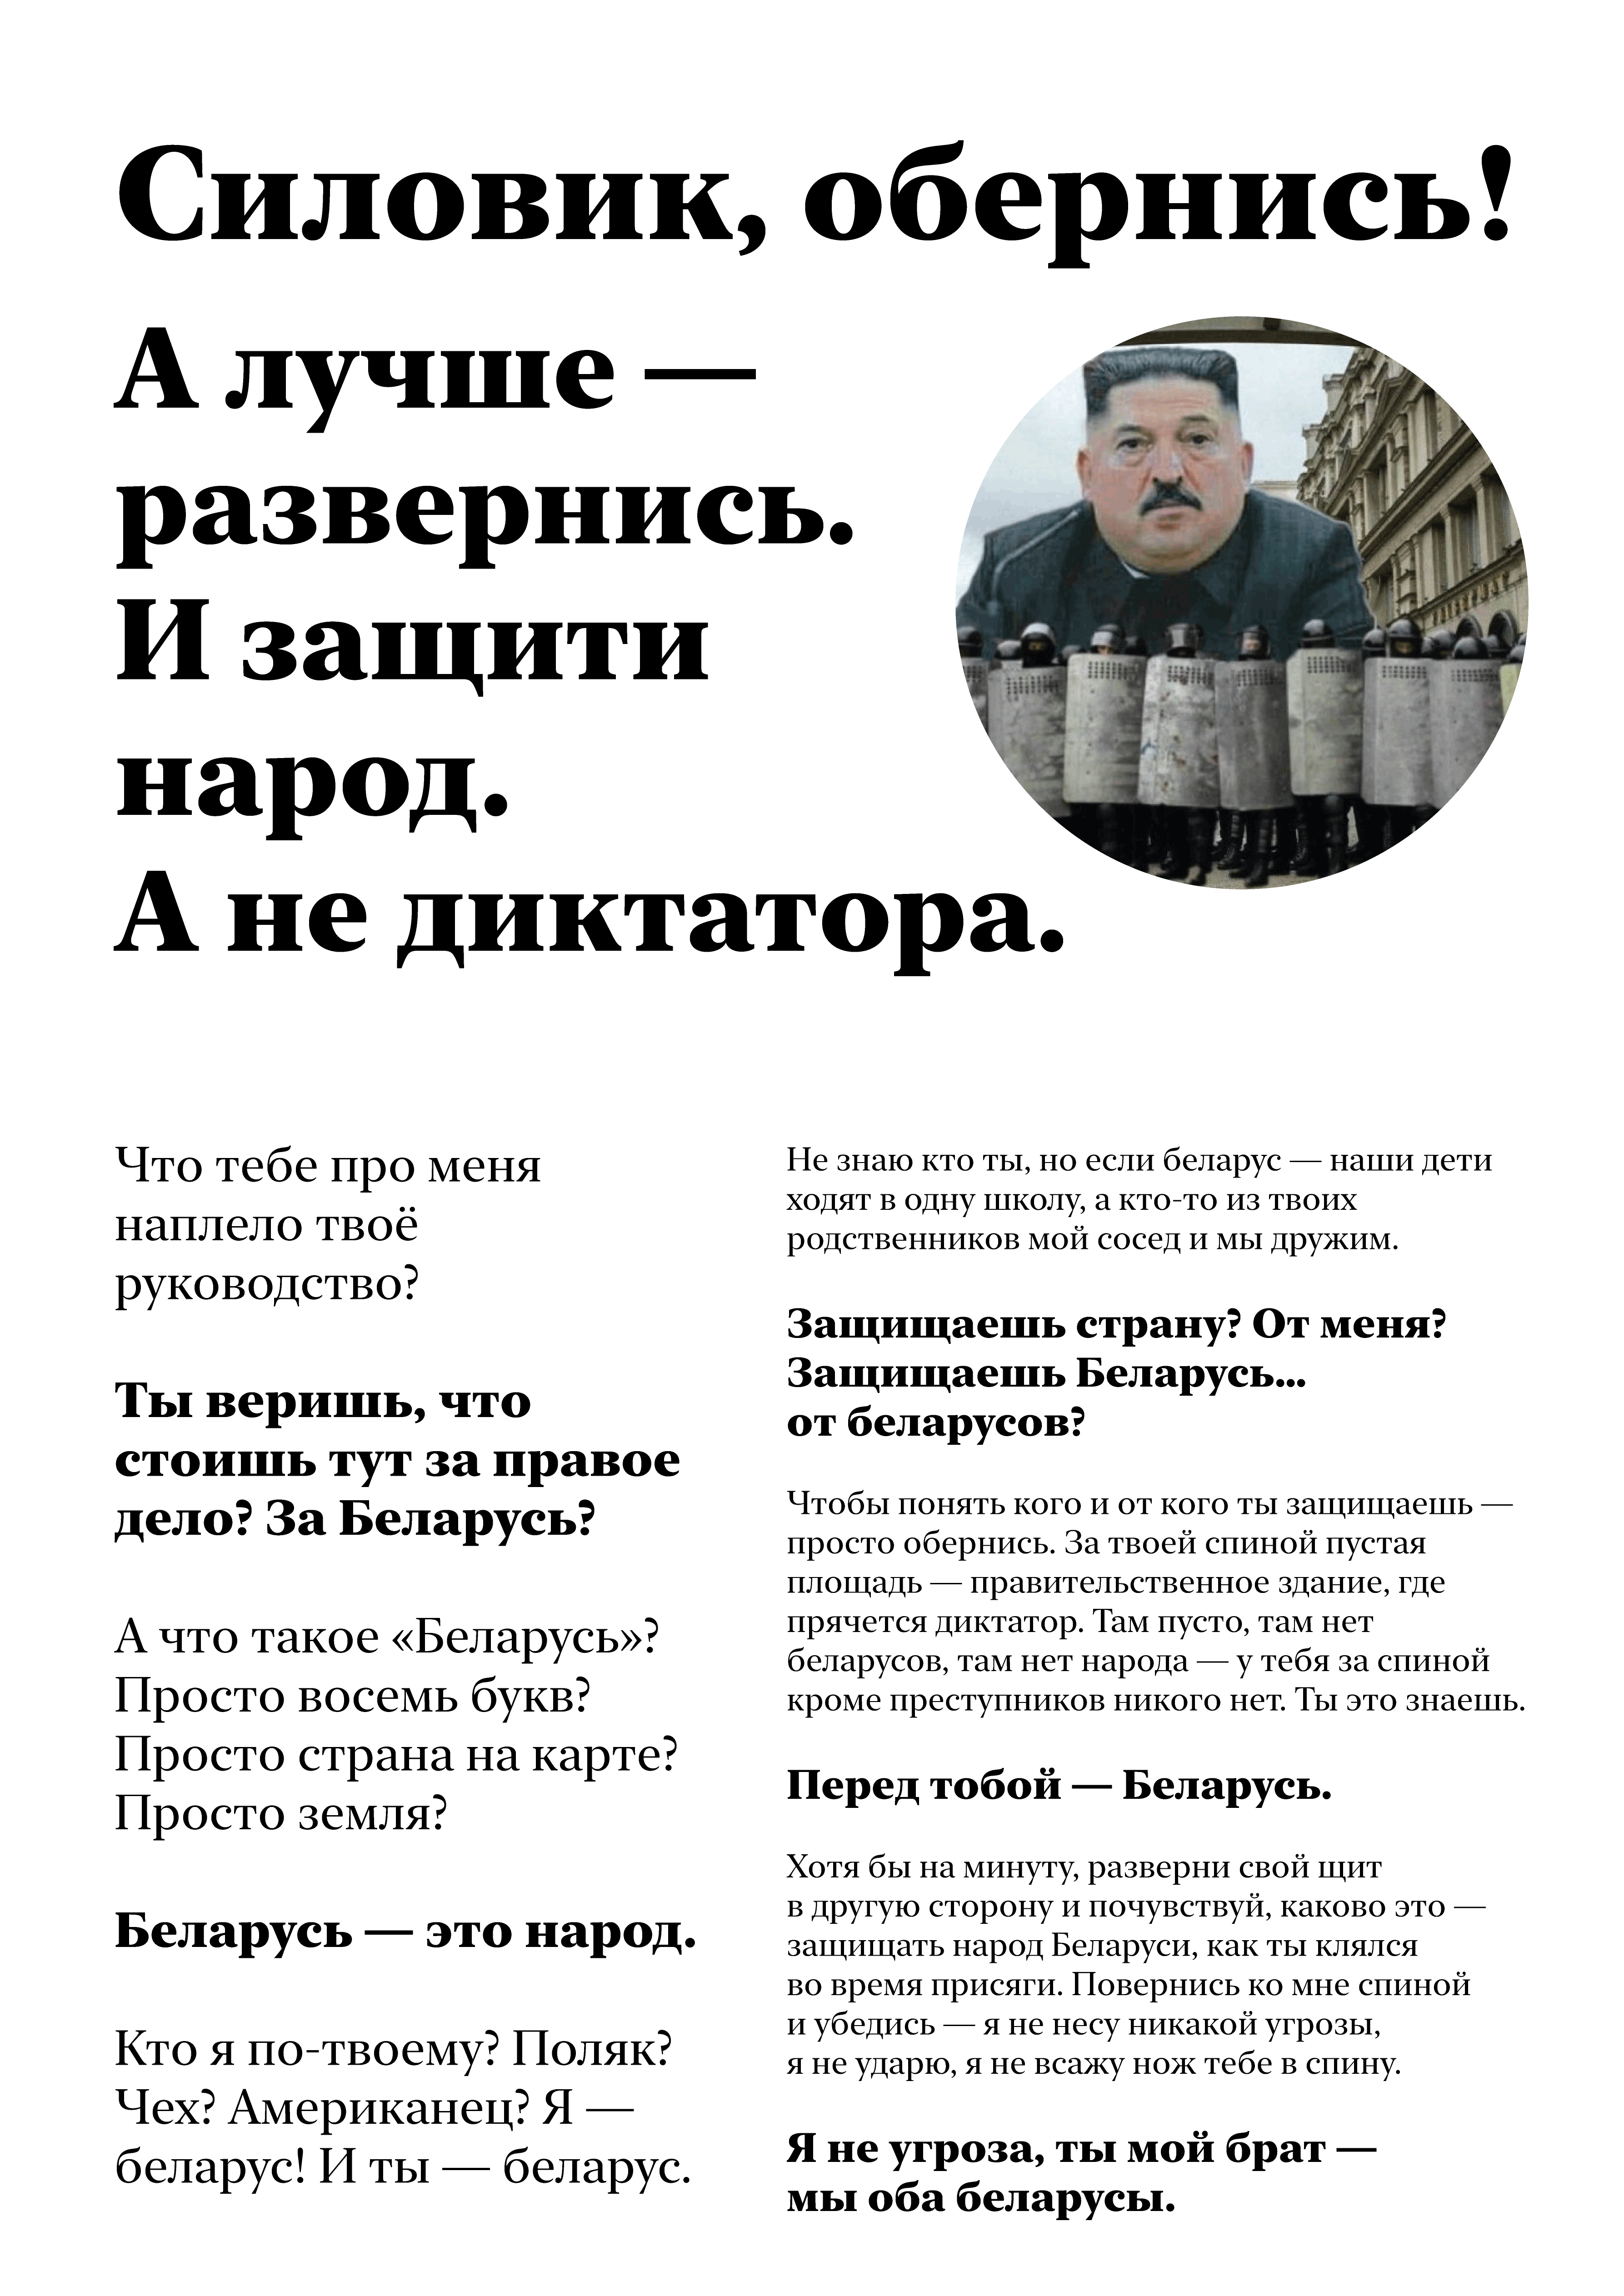 Силовик, обернись!
А лучше —
развернись.
И защити
народ.
А не диктатора.
Что тебе про меня
наплело твоё
руководство?
Ты веришь, что
стоишь тут за правое
дело? За Беларусь?
А что такое «Беларусь»?
Просто восемь букв?
Просто страна на карте?
Просто земля?
Беларусь — это народ.
Кто я по-твоему? Поляк?
Чех? Американец? Я —
беларус! И ты — беларус.
Не знаю кто ты, но если беларус — наши дети
ходят в одну школу, а кто-то из твоих
родственников мой сосед и мы дружим.
Защищаешь страну? От меня?
Защищаешь Беларусь...
от беларусов?
Чтобы понять кого и от кого ты защищаешь —
просто обернись. За твоей спиной пустая
площадь — правительственное здание, где
прячется диктатор. Там пусто, там нет
беларусов, там нет народа — у тебя за спиной
кроме преступников никого нет. Ты это знаешь.
Перед тобой — Беларусь.
Хотя бы на минуту, разверни свой щит
в другую сторону и почувствуй, каково это —
защищать народ Беларуси, как ты клялся
во время присяги. Повернись ко мне спиной
и убедись — я не несу никакой угрозы,
я не ударю, я не всажу нож тебе в спину.
Я не угроза, ты мой брат —
мы оба беларусы.